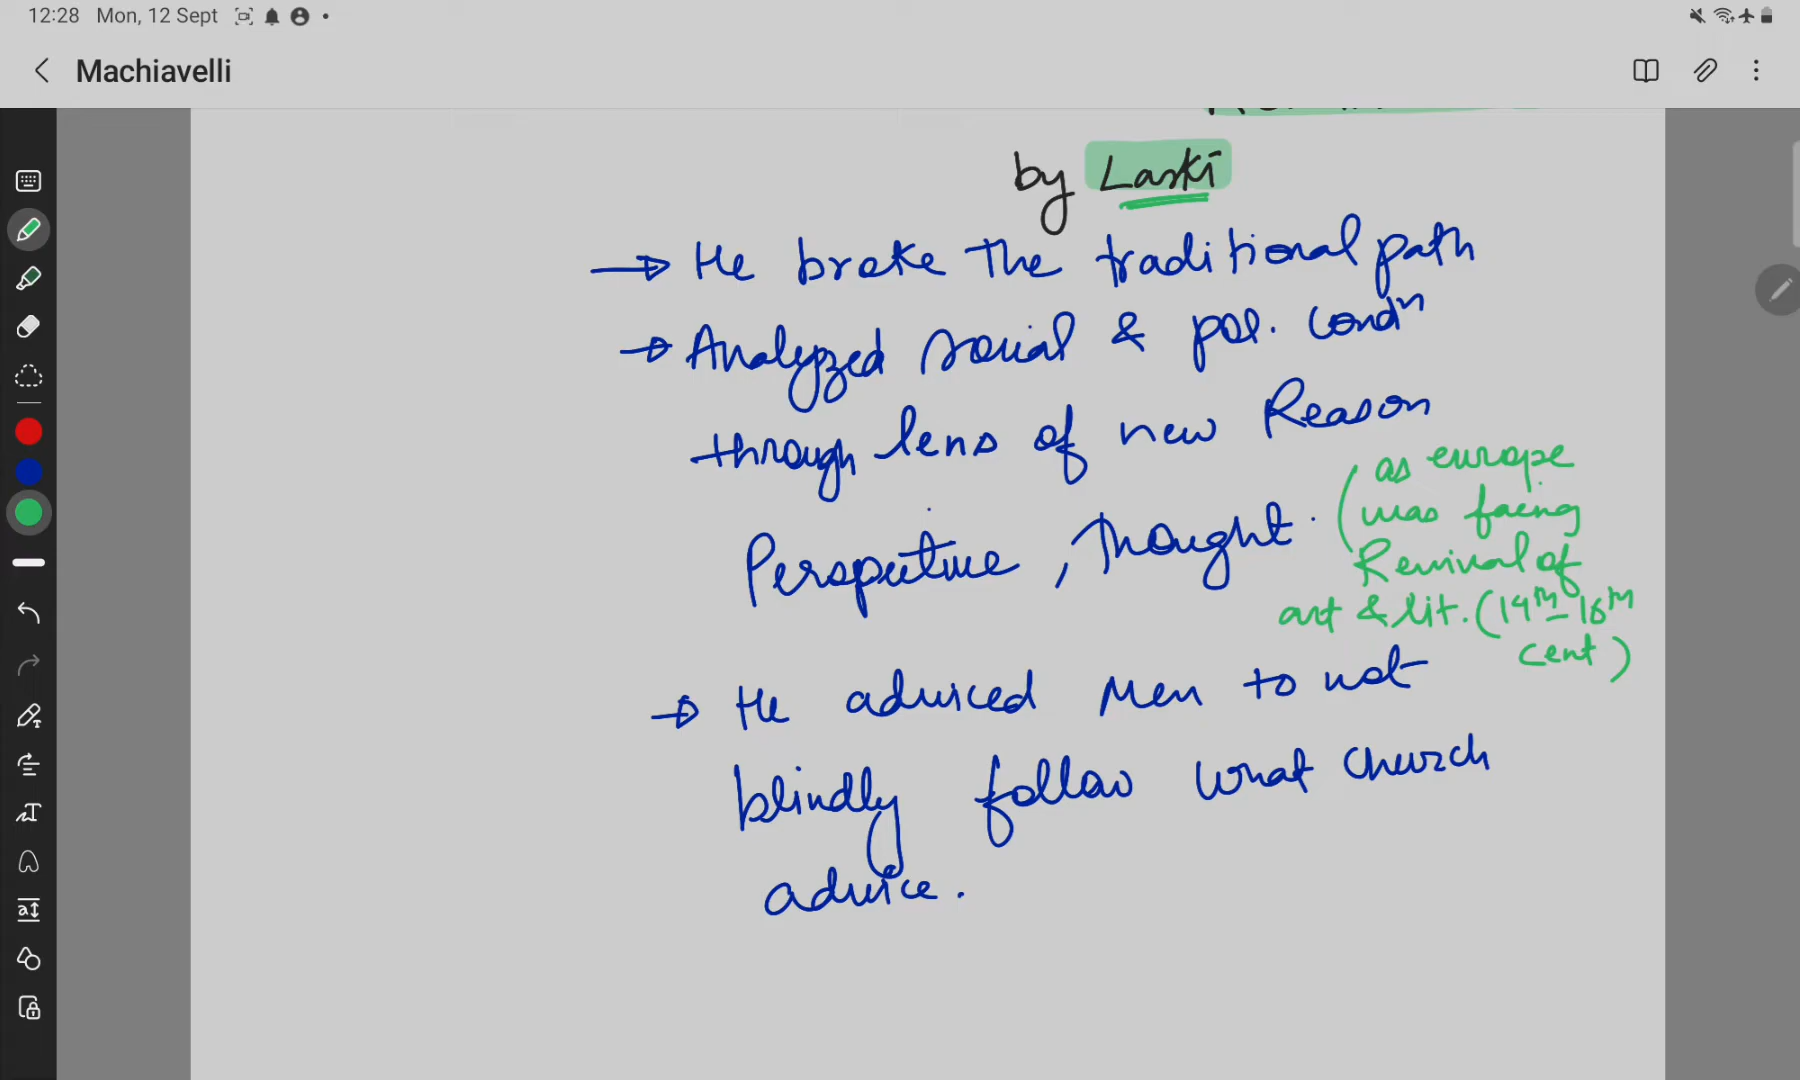 12:28 Mon, 12 Sept
Machiavelli
by Laski
→ He broke the traditional path
→ Analyzed social & pol. condⁿ
through lens of new Reason
Perspective, Thought.
(as europe
was facing
Revival of
art & lit. (14th-16th
cent)
→ He adviced Men to not
blindly follow what church
advice.